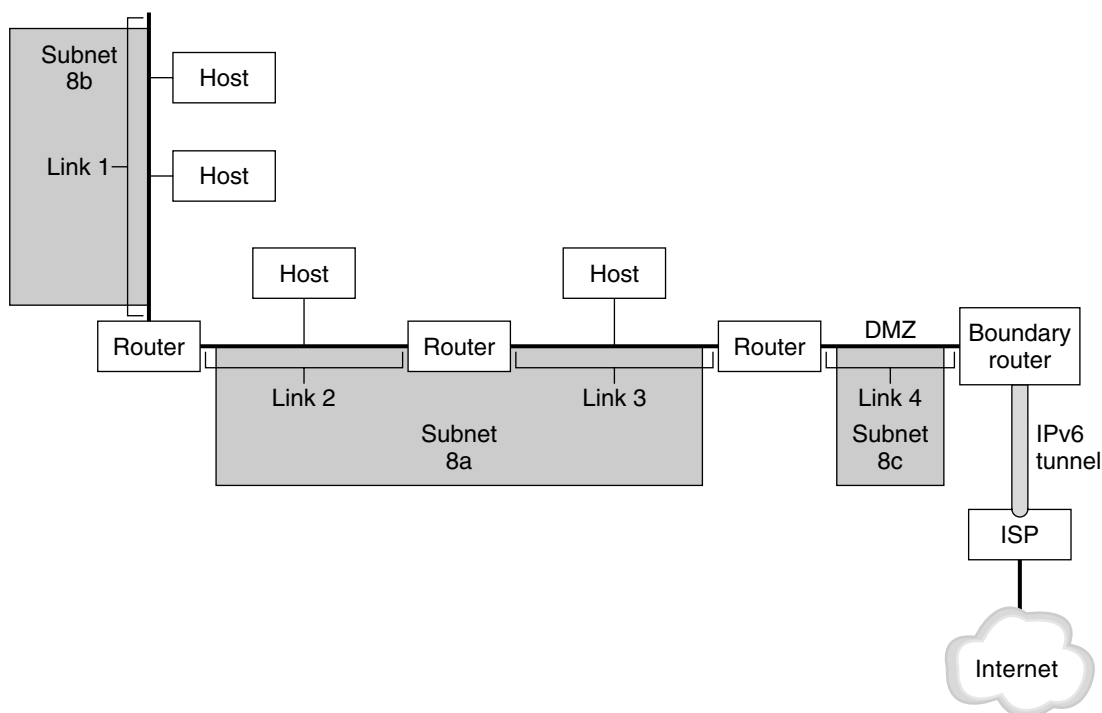 Subnet
8b
Host
Link 1
Host
Host
Host
Router
Router
Router
DMZ
Boundary
router
Link 2
Link 3
Link 4
Subnet
8a
Subnet
8c
IPv6
tunnel
ISP
Internet